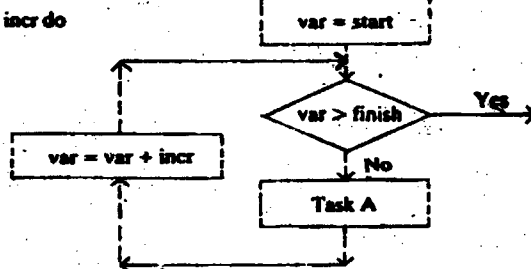 incr do
var = start
var > finish
Yes
var = var + incr
No
Task A